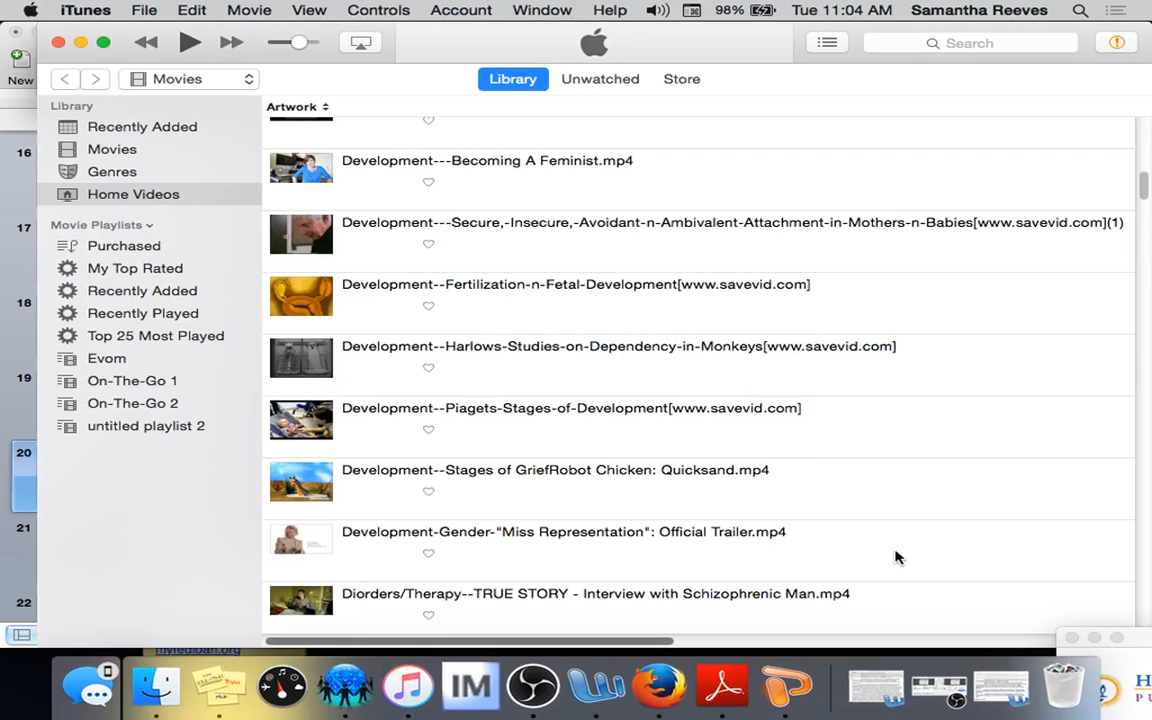 iTunes File Edit Movie View Controls Account Window Help 98% Tue 11:04 AM Samantha Reeves
New
Search
Movies Library Unwatched Store
Library
Recently Added
Movies
Genres
Home Videos
Movie Playlists
Purchased
My Top Rated
Recently Added
Recently Played
Top 25 Most Played
Evom
On-The-Go 1
On-The-Go 2
untitled playlist 2
16
17
18
19
20
21
22
Artwork
Development---Becoming A Feminist.mp4
Development---Secure,-Insecure,-Avoidant-n-Ambivalent-Attachment-in-Mothers-n-Babies[www.savevid.com](1)
Development--Fertilization-n-Fetal-Development[www.savevid.com]
Development--Harlows-Studies-on-Dependency-in-Monkeys[www.savevid.com]
Development--Piagets-Stages-of-Development[www.savevid.com]
Development--Stages of GriefRobot Chicken: Quicksand.mp4
Development-Gender-"Miss Representation": Official Trailer.mp4
Diorders/Therapy--TRUE STORY - Interview with Schizophrenic Man.mp4
myfedloan.org
IM
H
PU